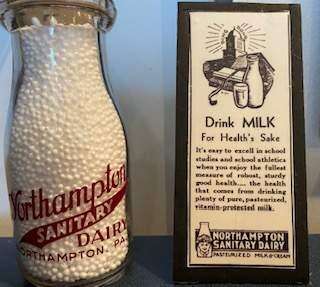 Northampton
SANITARY
DAIRY
NORTHAMPTON, PA.
Drink MILK
For Health's Sake
It's easy to excell in school
studies and school athletics
when you enjoy the fullest
measure of robust, sturdy
good health.... the health
that comes from drinking
plenty of pure, pasteurized,
vitamin-protected milk.
NORTHAMPTON
SANITARY DAIRY
PASTEURIZED MILK & CREAM